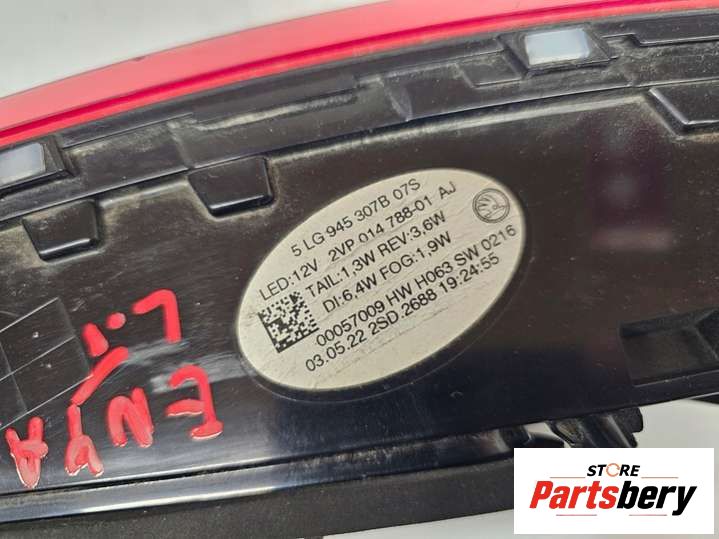 5 LG 945 307B 07S
LED:12V 2VP 014 788-01 AJ
TAIL:1,3W REV:3.6W
DI:6,4W FOG:1,9W
00057009 HW H063 SW 0216
03.05.22 2SD.2688 19:24:55
L.V
ENYA
STORE
Partsbery